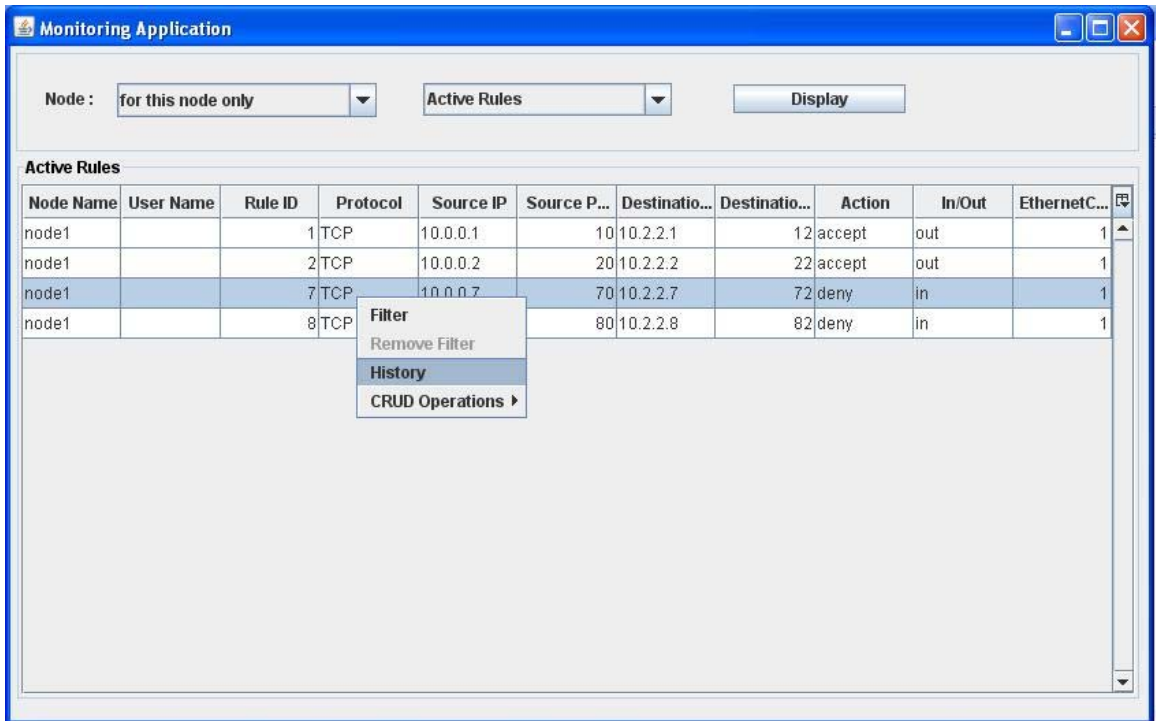 Monitoring Application
Node : for this node only Active Rules Display
Active Rules
Node Name User Name Rule ID Protocol Source IP Source P... Destinatio... Destinatio... Action In/Out EthernetC...
node1 1 TCP 10.0.0.1 10 10.2.2.1 12 accept out 1
node1 2 TCP 10.0.0.2 20 10.2.2.2 22 accept out 1
node1 7 TCP 10.0.0.7 70 10.2.2.7 72 deny in 1
node1 8 TCP 80 10.2.2.8 82 deny in 1
Filter
Remove Filter
History
CRUD Operations